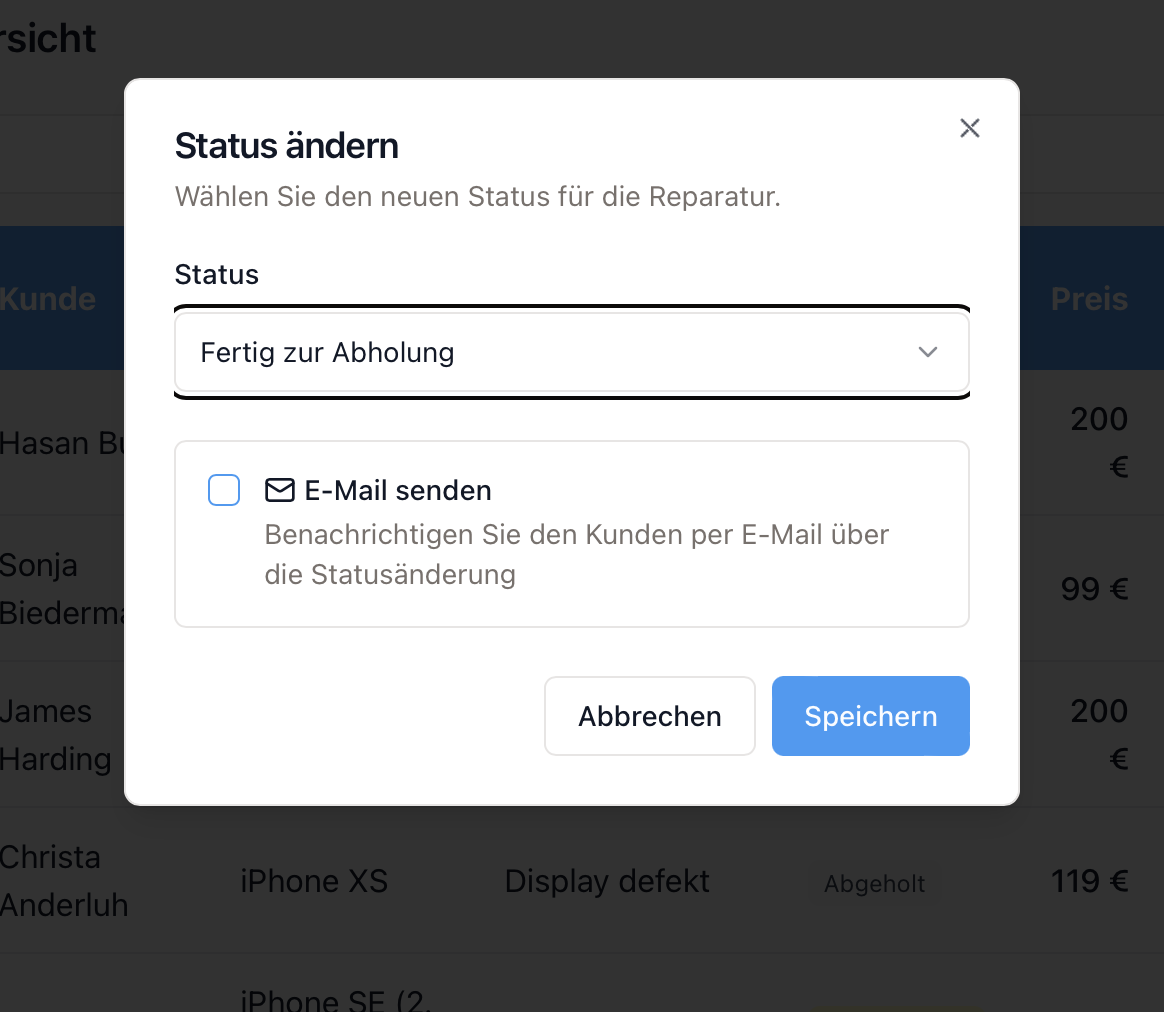 rsicht
Status ändern
Wählen Sie den neuen Status für die Reparatur.
Status
Fertig zur Abholung
E-Mail senden
Benachrichtigen Sie den Kunden per E-Mail über
die Statusänderung
Abbrechen
Speichern
Kunde
Preis
Hasan
200
€
Sonja
99 €
James
Harding
200
€
Christa
Anderluh
iPhone XS
Display defekt
Abgeholt
119 €
iPhone SE (2.